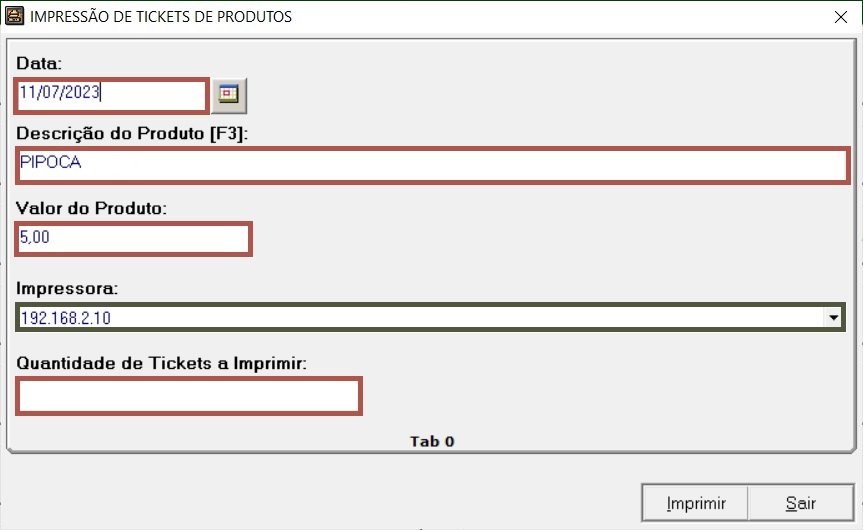 IMPRESSÃO DE TICKETS DE PRODUTOS
Data:
11/07/2023
Descrição do Produto [F3]:
PIPOCA
Valor do Produto:
5,00
Impressora:
192.168.2.10
Quantidade de Tickets a Imprimir:
Tab 0
Imprimir Sair